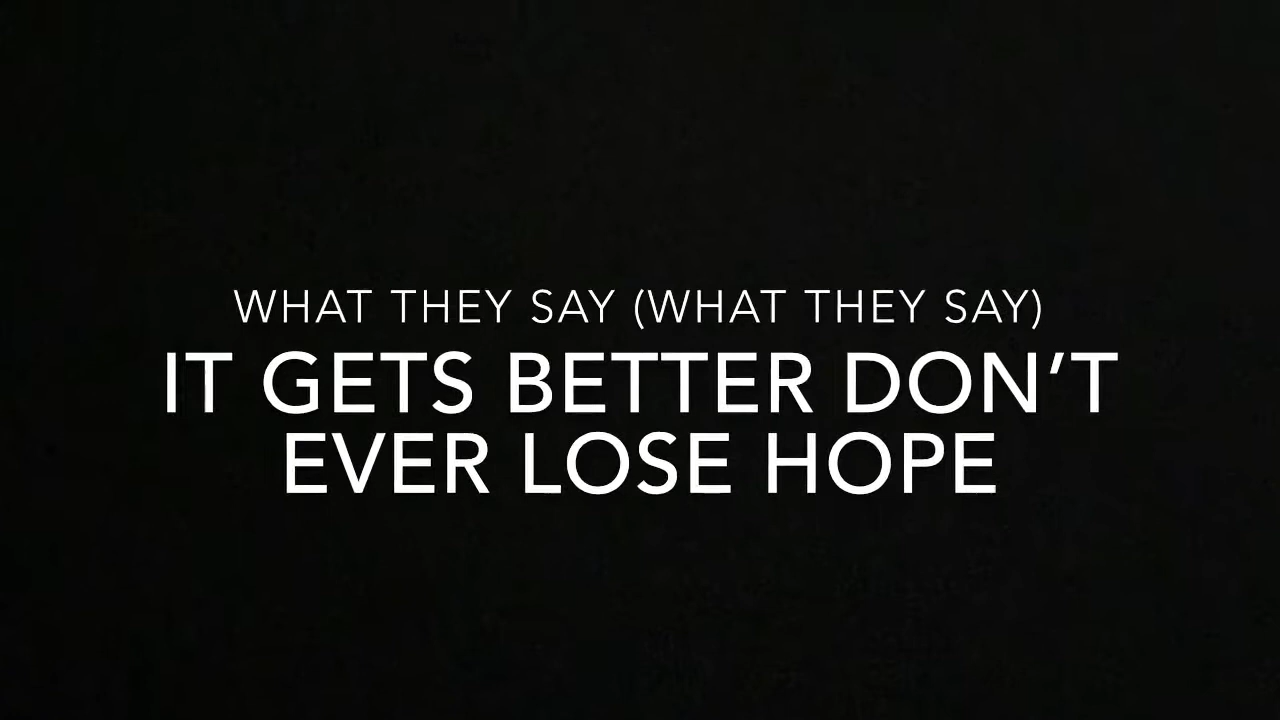 WHAT THEY SAY (WHAT THEY SAY)
IT GETS BETTER DON’T
EVER LOSE HOPE